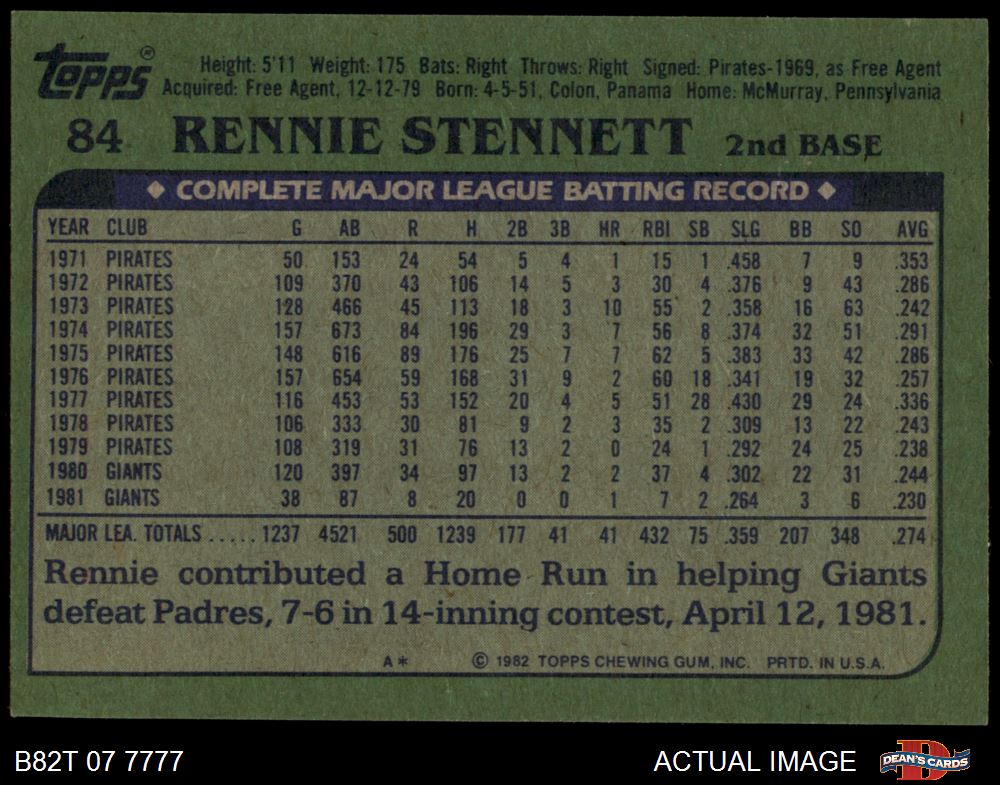 topps®
Height: 5'11 Weight: 175 Bats: Right Throws: Right Signed: Pirates-1969, as Free Agent
Acquired: Free Agent, 12-12-79 Born: 4-5-51, Colon, Panama Home: McMurray, Pennsylvania
84 RENNIE STENNETT 2nd BASE
♦ COMPLETE MAJOR LEAGUE BATTING RECORD ♦
YEAR CLUB G AB R H 2B 3B HR RBI SB SLG BB SO AVG
1971 PIRATES 50 153 24 54 5 4 1 15 1 .458 7 9 .353
1972 PIRATES 109 370 43 106 14 5 3 30 4 .376 9 43 .286
1973 PIRATES 128 466 45 113 18 3 10 55 2 .358 16 63 .242
1974 PIRATES 157 673 84 196 29 3 7 56 8 .374 32 51 .291
1975 PIRATES 148 616 89 176 25 7 7 62 5 .383 33 42 .286
1976 PIRATES 157 654 59 168 31 9 2 60 18 .341 19 32 .257
1977 PIRATES 116 453 53 152 20 4 5 51 28 .430 29 24 .336
1978 PIRATES 106 333 30 81 9 2 3 35 2 .309 13 22 .243
1979 PIRATES 108 319 31 76 13 2 0 24 1 .292 24 25 .238
1980 GIANTS 120 397 34 97 13 2 2 37 4 .302 22 31 .244
1981 GIANTS 38 87 8 20 0 0 1 7 2 .264 3 6 .230
MAJOR LEA. TOTALS ..... 1237 4521 500 1239 177 41 41 432 75 .359 207 348 .274
Rennie contributed a Home Run in helping Giants
defeat Padres, 7-6 in 14-inning contest, April 12, 1981.
A* © 1982 TOPPS CHEWING GUM, INC. PRTD. IN U.S.A.
B82T 07 7777 ACTUAL IMAGE D DEAN'S CARDS